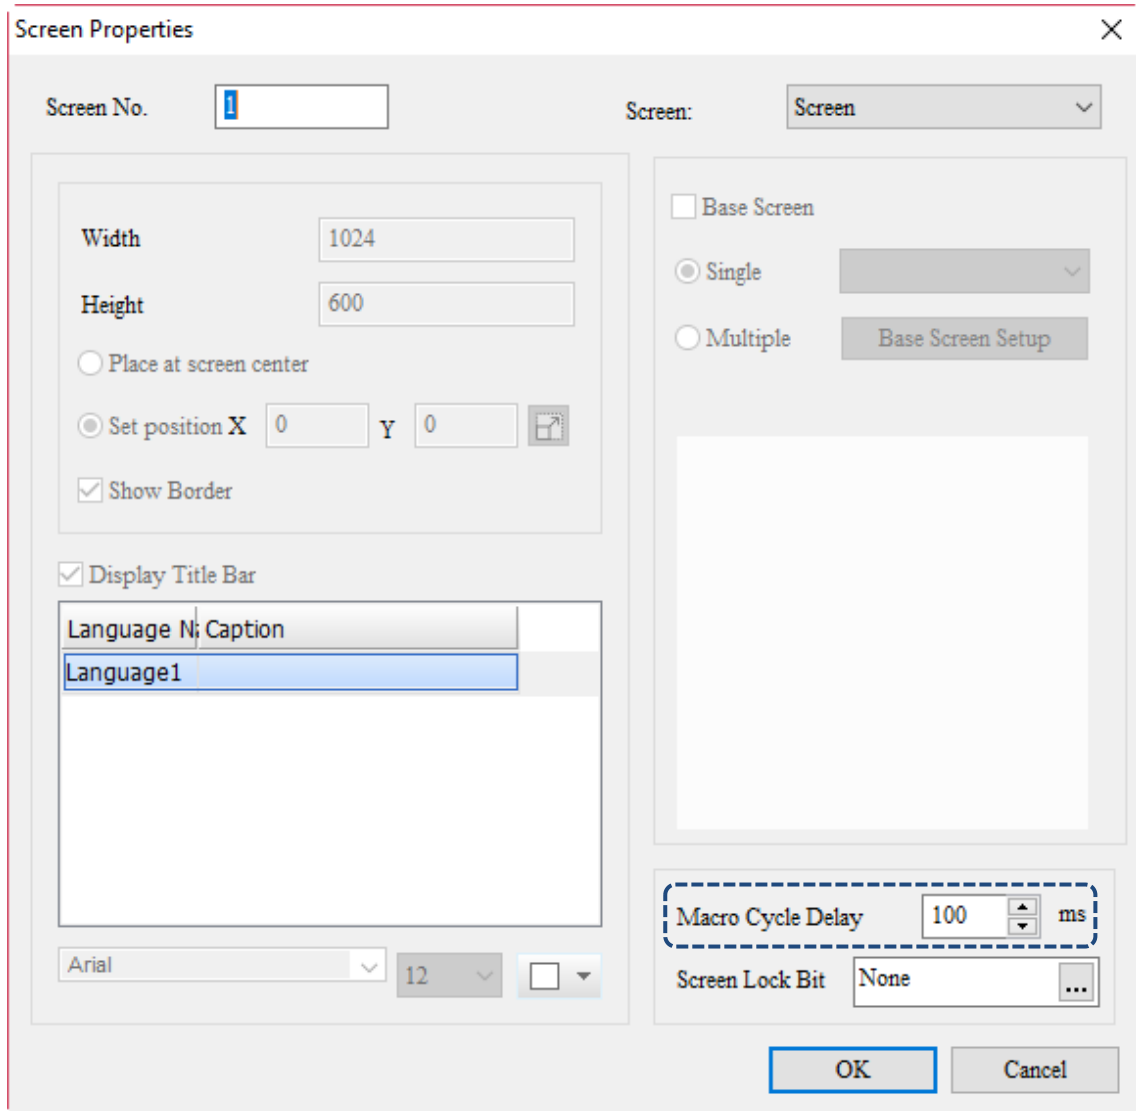 Screen Properties
Screen No. 1
Screen: Screen
Width 1024
Height 600
Place at screen center
Set position X 0 Y 0
Show Border
Display Title Bar
Language Na Caption
Language1
Arial 12
Base Screen
Single
Multiple Base Screen Setup
Macro Cycle Delay 100 ms
Screen Lock Bit None ...
OK Cancel